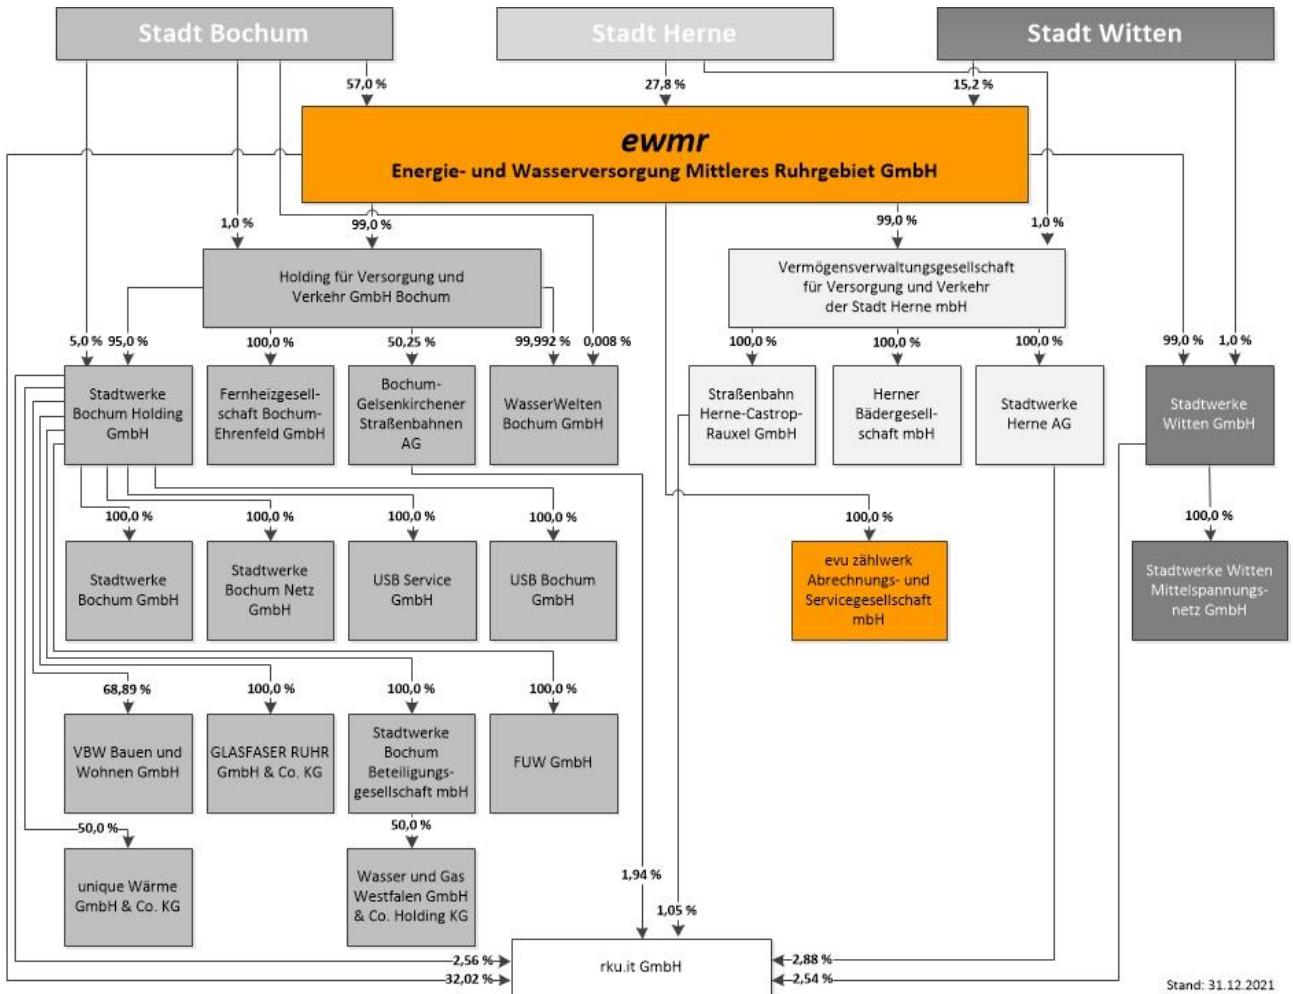 Stadt Bochum
Stadt Herne
Stadt Witten
57,0 %
27,8 %
15,2 %
ewmr
Energie- und Wasserversorgung Mittleres Ruhrgebiet GmbH
1,0 %
99,0 %
99,0 %
1,0 %
Holding für Versorgung und
Verkehr GmbH Bochum
Vermögensverwaltungsgesellschaft
für Versorgung und Verkehr
der Stadt Herne mbH
5,0 %
95,0 %
100,0 %
50,25 %
99,992 %
0,008 %
100,0 %
100,0 %
100,0 %
99,0 %
1,0 %
Stadtwerke
Bochum Holding
GmbH
Fernheizgesell-
schaft Bochum-
Ehrenfeld GmbH
Bochum-
Gelsenkirchener
Straßenbahnen
AG
WasserWelten
Bochum GmbH
Straßenbahn
Herne-Castrop-
Rauxel GmbH
Herner
Bädergesell-
schaft mbH
Stadtwerke
Herne AG
Stadtwerke
Witten GmbH
100,0 %
100,0 %
100,0 %
100,0 %
100,0 %
100,0 %
Stadtwerke
Bochum GmbH
Stadtwerke
Bochum Netz
GmbH
USB Service
GmbH
USB Bochum
GmbH
evu zählwerk
Abrechnungs- und
Servicegesellschaft
mbH
Stadtwerke Witten
Mittelspannungs-
netz GmbH
68,89 %
100,0 %
100,0 %
100,0 %
VBW Bauen und
Wohnen GmbH
GLASFASER RUHR
GmbH & Co. KG
Stadtwerke
Bochum
Beteiligungs-
gesellschaft mbH
FUW GmbH
50,0 %
50,0 %
unique Wärme
GmbH & Co. KG
Wasser und Gas
Westfalen GmbH
& Co. Holding KG
1,94 %
1,05 %
2,56 %
32,02 %
rku.it GmbH
2,88 %
2,54 %
Stand: 31.12.2021